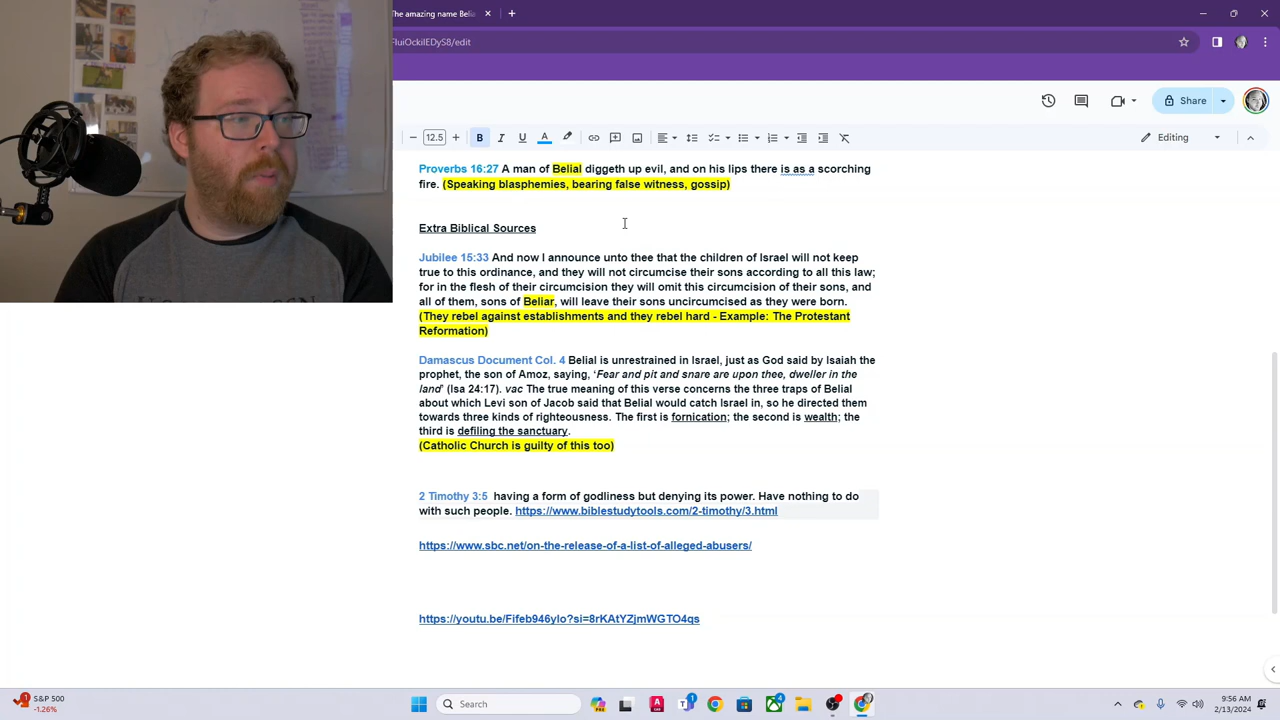 The amazing name Beli
FluiOckilEDyS8/edit
Share
12.5
B
I
U
A
Editing
Proverbs 16:27 A man of Belial diggeth up evil, and on his lips there is as a scorching
fire. (Speaking blasphemies, bearing false witness, gossip)
Extra Biblical Sources
Jubilee 15:33 And now I announce unto thee that the children of Israel will not keep
true to this ordinance, and they will not circumcise their sons according to all this law;
for in the flesh of their circumcision they will omit this circumcision of their sons, and
all of them, sons of Beliar, will leave their sons uncircumcised as they were born.
(They rebel against establishments and they rebel hard - Example: The Protestant
Reformation)
Damascus Document Col. 4 Belial is unrestrained in Israel, just as God said by Isaiah the
prophet, the son of Amoz, saying, ‘Fear and pit and snare are upon thee, dweller in the
land’ (Isa 24:17). vac The true meaning of this verse concerns the three traps of Belial
about which Levi son of Jacob said that Belial would catch Israel in, so he directed them
towards three kinds of righteousness. The first is fornication; the second is wealth; the
third is defiling the sanctuary.
(Catholic Church is guilty of this too)
2 Timothy 3:5 having a form of godliness but denying its power. Have nothing to do
with such people. https://www.biblestudytools.com/2-timothy/3.html
https://www.sbc.net/on-the-release-of-a-list-of-alleged-abusers/
https://youtu.be/Fifeb946ylo?si=8rKAtYZjmWGTO4qs
S&P 500
-1.26%
Search
9:56 AM
2/13/2024